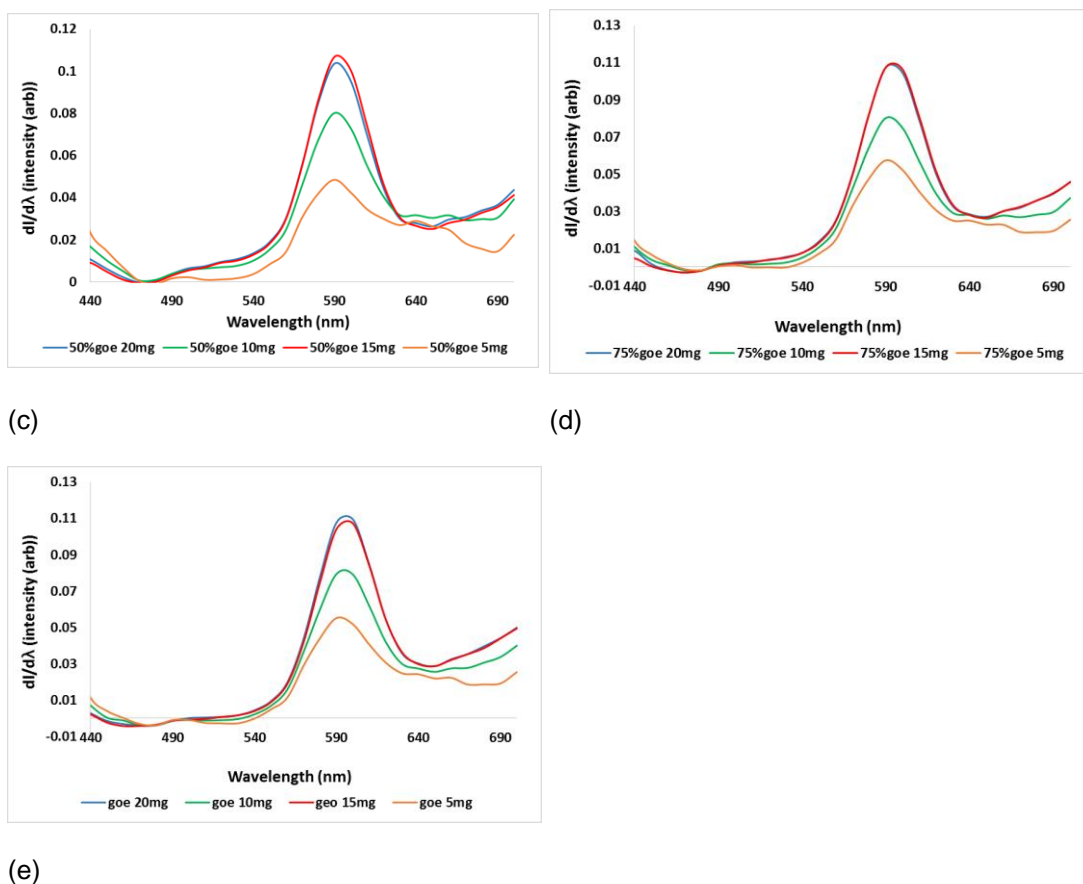 0.12
0.1
0.08
0.06
0.04
0.02
0
dI/dλ (intensity (arb))
440 490 540 590 640 690
Wavelength (nm)
50%goe 20mg 50%goe 10mg 50%goe 15mg 50%goe 5mg
(c)
0.13
0.11
0.09
0.07
0.05
0.03
0.01
-0.01
dI/dλ (intensity (arb))
440 490 540 590 640 690
Wavelength (nm)
75%goe 20mg 75%goe 10mg 75%goe 15mg 75%goe 5mg
(d)
0.13
0.11
0.09
0.07
0.05
0.03
0.01
-0.01
dI/dλ (intensity (arb))
440 490 540 590 640 690
Wavelength (nm)
goe 20mg goe 10mg geo 15mg goe 5mg
(e)